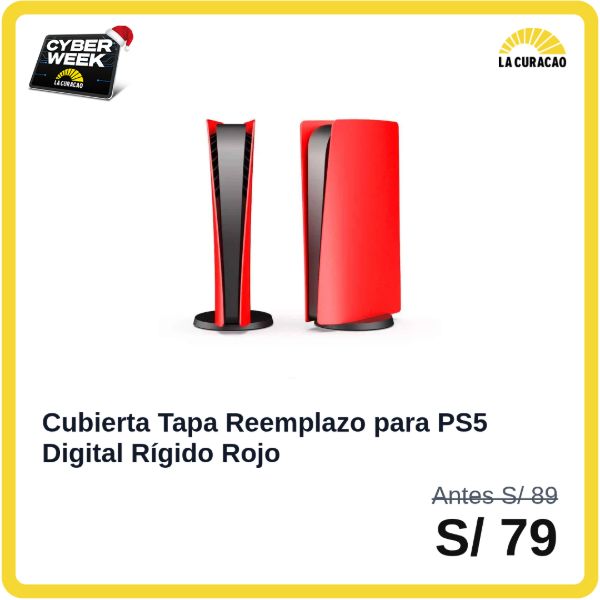 CYBER
WEEK
LA CURACAO
LA CURACAO
Cubierta Tapa Reemplazo para PS5
Digital Rígido Rojo
Antes S/ 89
S/ 79